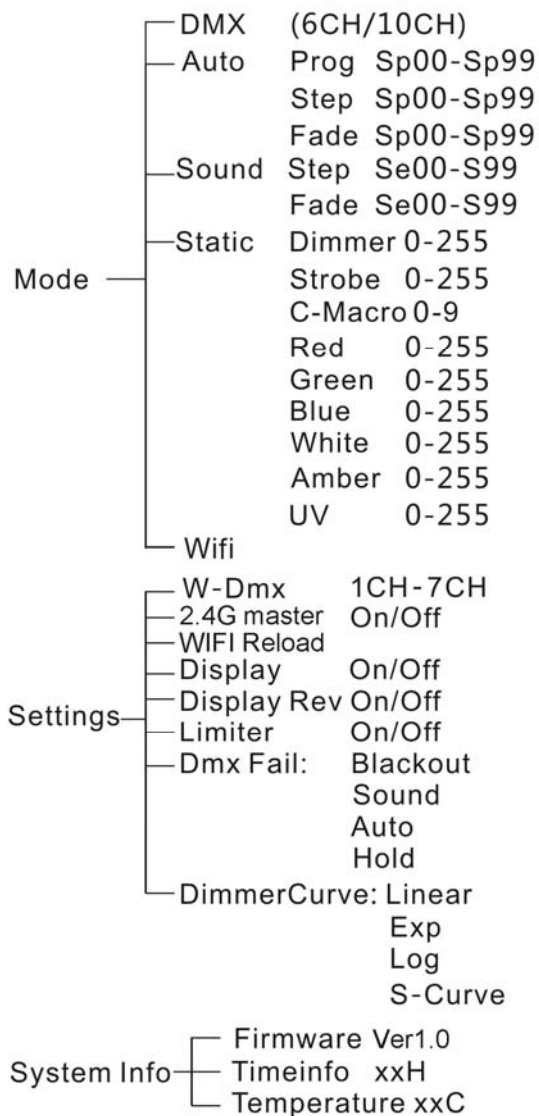 DMX (6CH/10CH)
Auto Prog Sp00-Sp99
Step Sp00-Sp99
Fade Sp00-Sp99
Sound Step Se00-S99
Fade Se00-S99
Static Dimmer 0-255
Mode Strobe 0-255
C-Macro 0-9
Red 0-255
Green 0-255
Blue 0-255
White 0-255
Amber 0-255
UV 0-255
Wifi
W-Dmx 1CH-7CH
2.4G master On/Off
WIFI Reload
Display On/Off
Display Rev On/Off
Settings Limiter On/Off
Dmx Fail: Blackout
Sound
Auto
Hold
DimmerCurve: Linear
Exp
Log
S-Curve
Firmware Ver1.0
System Info Timeinfo xxH
Temperature xxC